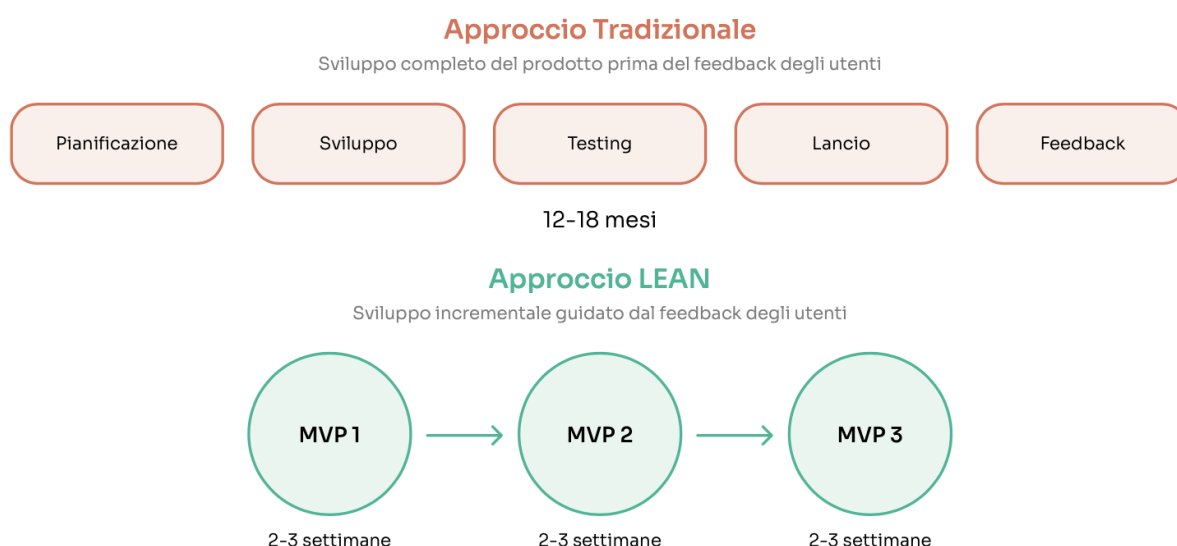 Approccio Tradizionale
Sviluppo completo del prodotto prima del feedback degli utenti
Pianificazione
Sviluppo
Testing
Lancio
Feedback
12-18 mesi
Approccio LEAN
Sviluppo incrementale guidato dal feedback degli utenti
MVP 1
MVP 2
MVP 3
2-3 settimane
2-3 settimane
2-3 settimane